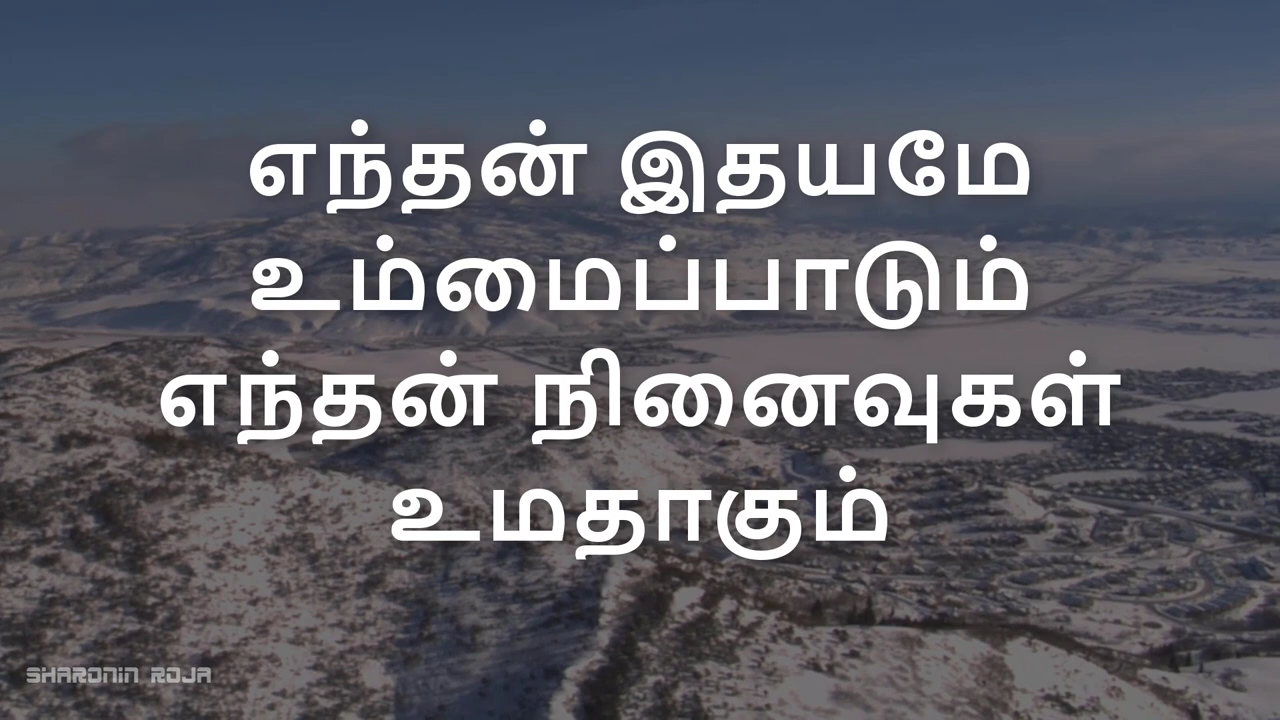 எந்தன் இதயமே
உம்மைப்பாடும்
எந்தன் நினைவுகள்
உமதாகும்
SHARONIN ROJA